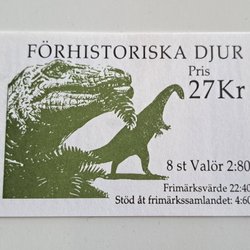 FÖRHISTORISKA DJUR
Pris
27Kr
8 st Valör 2:80
Frimärksvärde 22:40
Stöd åt frimärkssamlandet: 4:60